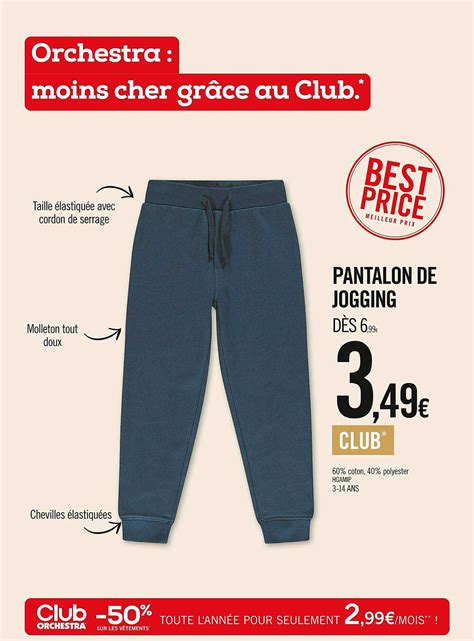 Orchestra :
moins cher grâce au Club.*
Taille élastiquée avec
cordon de serrage
BEST
PRICE
MEILLEUR PRIX
PANTALON DE
JOGGING
DÈS 6,99€
3,49€
CLUB*
Molleton tout
doux
60% coton, 40% polyester
HGAMIP
3-14 ANS
Chevilles élastiquées
Club
ORCHESTRA®
-50%*
SUR LES VÊTEMENTS*
TOUTE L'ANNÉE POUR SEULEMENT 2,99€/MOIS** !